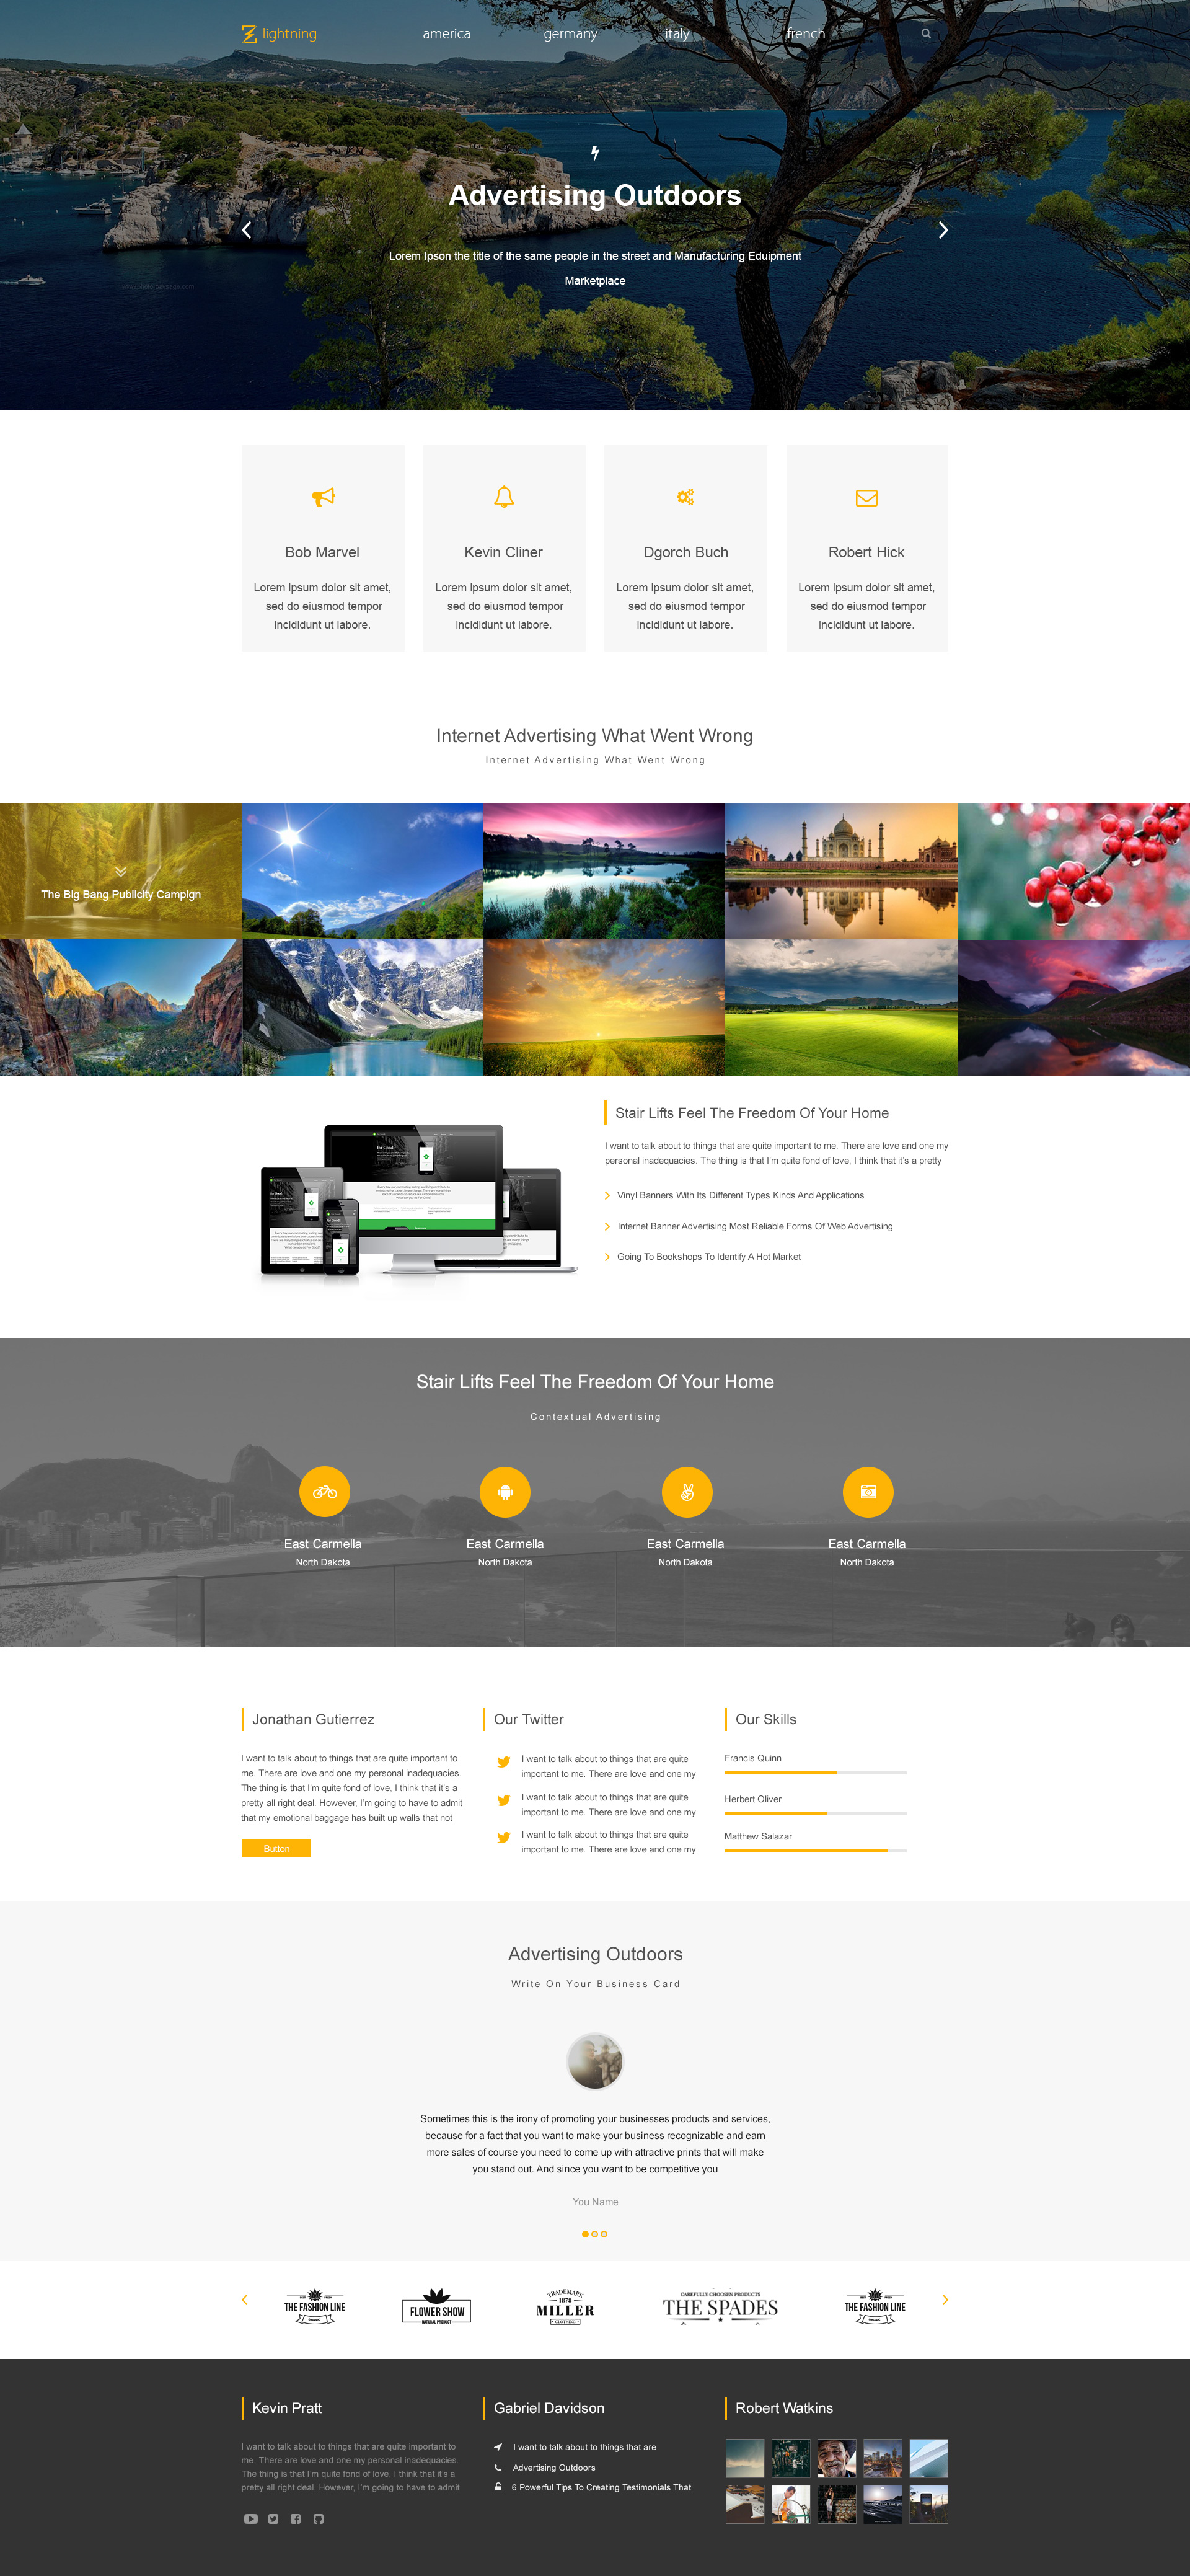 lightning
america
germany
italy
french
Advertising Outdoors
Lorem Ipson the title of the same people in the street and Manufacturing Eduipment
Marketplace
Bob Marvel
Lorem ipsum dolor sit amet,
sed do eiusmod tempor
incididunt ut labore.
Kevin Cliner
Lorem ipsum dolor sit amet,
sed do eiusmod tempor
incididunt ut labore.
Dgorch Buch
Lorem ipsum dolor sit amet,
sed do eiusmod tempor
incididunt ut labore.
Robert Hick
Lorem ipsum dolor sit amet,
sed do eiusmod tempor
incididunt ut labore.
Internet Advertising What Went Wrong
Internet Advertising What Went Wrong
The Big Bang Publicity Campign
Stair Lifts Feel The Freedom Of Your Home
I want to talk about to things that are quite important to me. There are love and one my
personal inadequacies. The thing is that I'm quite fond of love, I think that it's a pretty
Vinyl Banners With Its Different Types Kinds And Applications
Internet Banner Advertising Most Reliable Forms Of Web Advertising
Going To Bookshops To Identify A Hot Market
Stair Lifts Feel The Freedom Of Your Home
Contextual Advertising
East Carmella
North Dakota
East Carmella
North Dakota
East Carmella
North Dakota
East Carmella
North Dakota
Jonathan Gutierrez
I want to talk about to things that are quite important to
me. There are love and one my personal inadequacies.
The thing is that I'm quite fond of love, I think that it's a
pretty all right deal. However, I'm going to have to admit
that my emotional baggage has built up walls that not
Button
Our Twitter
I want to talk about to things that are quite
important to me. There are love and one my
I want to talk about to things that are quite
important to me. There are love and one my
I want to talk about to things that are quite
important to me. There are love and one my
Our Skills
Francis Quinn
Herbert Oliver
Matthew Salazar
Advertising Outdoors
Write On Your Business Card
Sometimes this is the irony of promoting your businesses products and services,
because for a fact that you want to make your business recognizable and earn
more sales of course you need to come up with attractive prints that will make
you stand out. And since you want to be competitive you
You Name
THE FASHION LINE
FLOWER SHOW
NATURAL PRODUCT
TRADEMARK
1878
MILLER
CLOTHING
CAREFULLY CHOOSEN PRODUCTS
THE SPADES
THE FASHION LINE
Kevin Pratt
I want to talk about to things that are quite important to
me. There are love and one my personal inadequacies.
The thing is that I'm quite fond of love, I think that it's a
pretty all right deal. However, I'm going to have to admit
Gabriel Davidson
I want to talk about to things that are
Advertising Outdoors
6 Powerful Tips To Creating Testimonials That
Robert Watkins